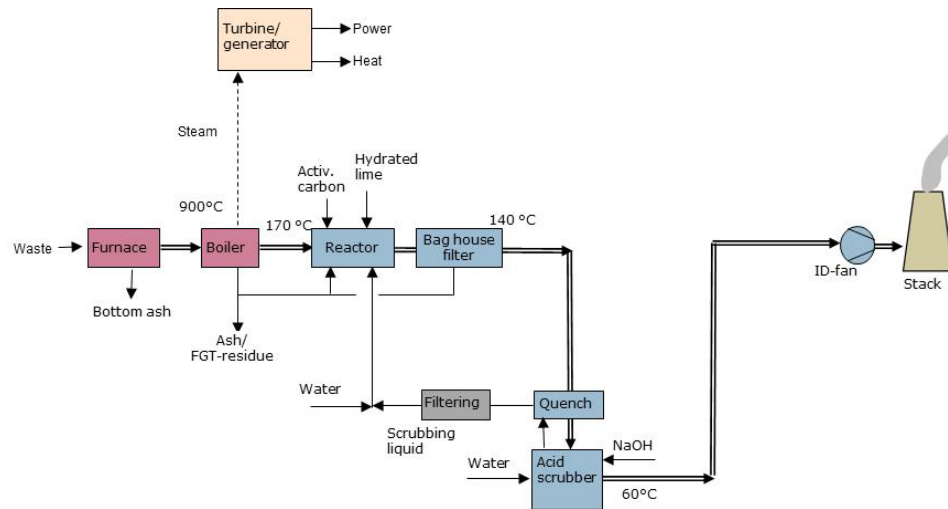 Turbine/
generator
Power
Heat
Steam
Activ.
carbon
Hydrated
lime
900°C
170 °C
140 °C
Waste
Furnace
Boiler
Reactor
Bag house
filter
ID-fan
Stack
Bottom ash
Ash/
FGT-residue
Water
Filtering
Quench
Scrubbing
liquid
Water
Acid
scrubber
NaOH
60°C